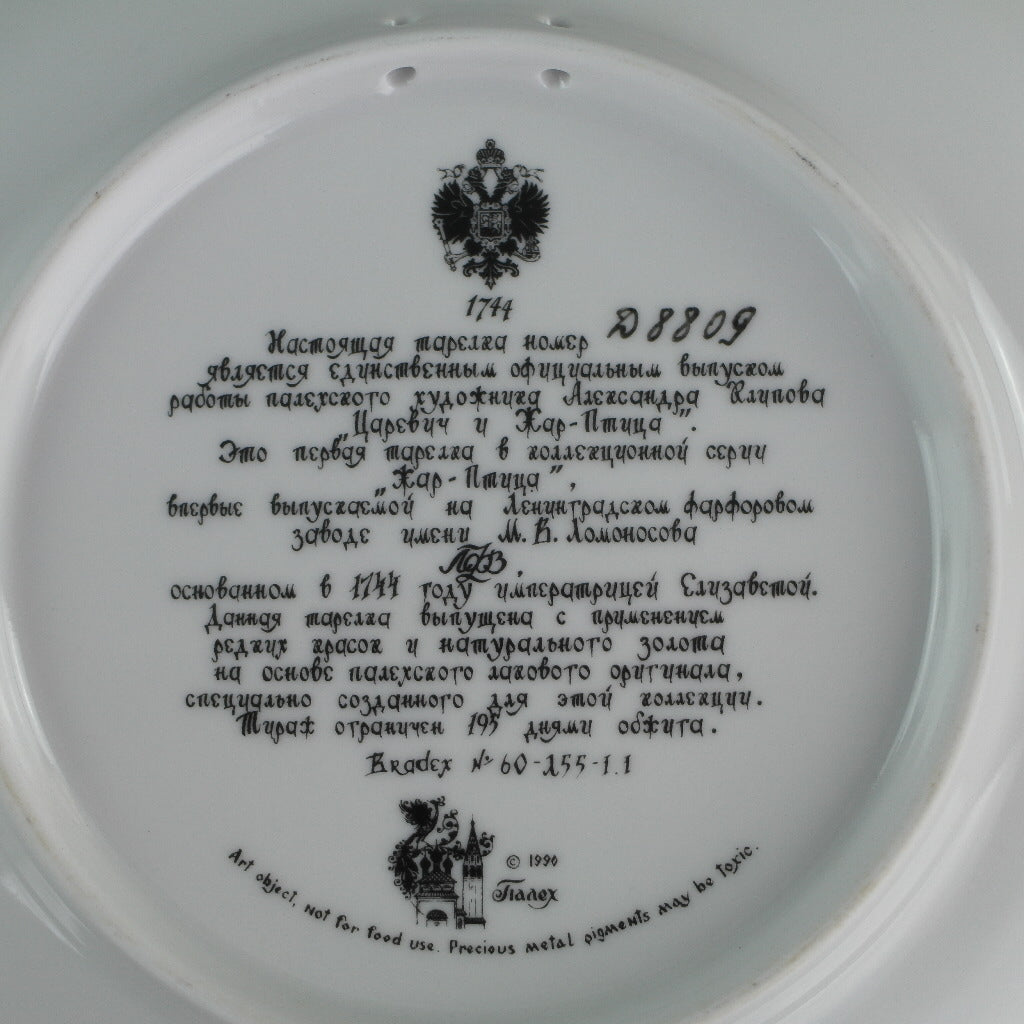 1744
Настоящая тарелка номер D8809
является единственным официальным выпуском
работы палехского художника Александра Клипова
"Царевич и Жар-Птица".
Это первая тарелка в коллекционной серии
"Жар-Птица",
впервые выпускаемой на Ленинградском фарфоровом
заводе имени М.В.Ломоносова
ЛФЗ
основанном в 1744 году императрицей Елизаветой.
Данная тарелка выпущена с применением
редких красок и натурального золота
на основе палехского лакового оригинала,
специально созданного для этой коллекции.
Тираж ограничен 195 днями обжига.
Bradex № 60-255-1.1
© 1990
Палех
Art object, not for food use. Precious metal pigments may be toxic.